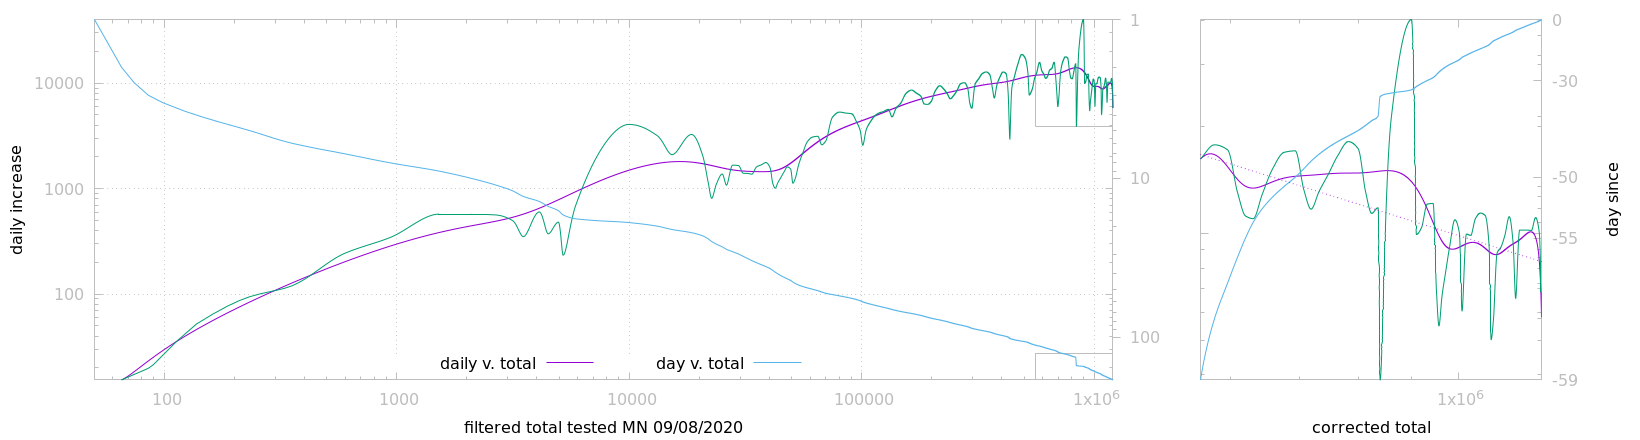 10000
1000
100
daily increase
100
1000
10000
100000
1x10^6
filtered total tested MN 09/08/2020
daily v. total
day v. total
1
10
100
1x10^6
corrected total
0
-30
-50
-55
-59
day since